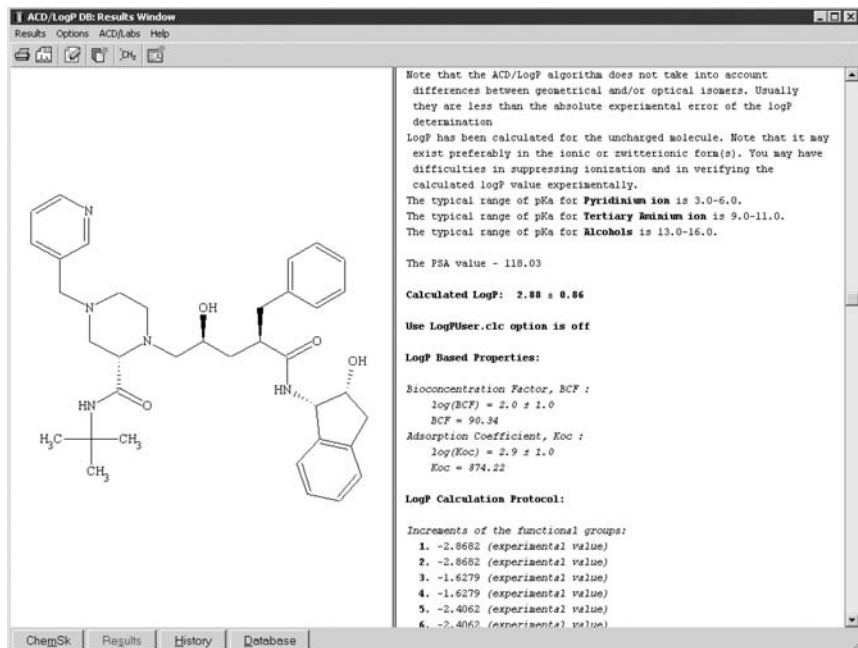 ACD/LogP DB: Results Window
Results Options ACD/Labs Help
Note that the ACD/LogP algorithm does not take into account
differences between geometrical and/or optical isomers. Usually
they are less than the absolute experimental error of the logP
determination
LogP has been calculated for the uncharged molecule. Note that it may
exist preferably in the ionic or zwitterionic form(s). You may have
difficulties in suppressing ionization and in verifying the
calculated logP value experimentally.
The typical range of pKa for Pyridinium ion is 3.0-6.0.
The typical range of pKa for Tertiary Aminium ion is 9.0-11.0.
The typical range of pKa for Alcohols is 13.0-16.0.
The PSA value - 118.03
Calculated LogP: 2.88 ± 0.86
Use LogPUser.clc option is off
LogP Based Properties:
Bioconcentration Factor, BCF :
log(BCF) = 2.0 ± 1.0
BCF = 90.34
Adsorption Coefficient, Koc :
log(Koc) = 2.9 ± 1.0
Koc = 874.22
LogP Calculation Protocol:
Increments of the functional groups:
1. -2.8682 (experimental value)
2. -2.8682 (experimental value)
3. -1.6279 (experimental value)
4. -1.6279 (experimental value)
5. -2.4062 (experimental value)
6. -2.4062 (experimental value)
N
N
OH
N
O
OH
HN
NH
O
H₃C
CH₃
CH₃
ChemSk Results History Database